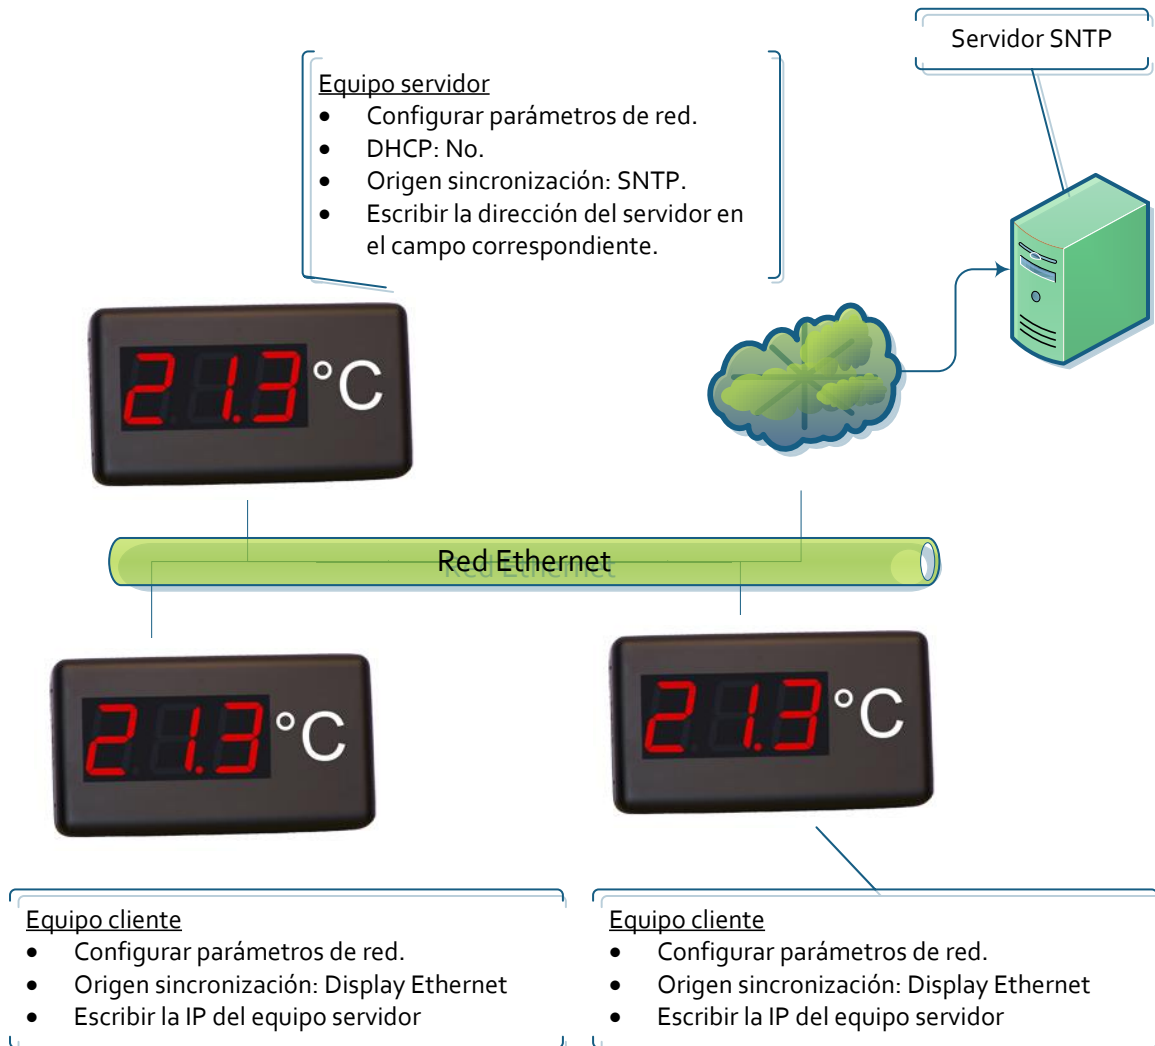 Servidor SNTP
Equipo servidor
• Configurar parámetros de red.
• DHCP: No.
• Origen sincronización: SNTP.
• Escribir la dirección del servidor en
el campo correspondiente.
21.3 °C
Red Ethernet
21.3 °C
21.3 °C
Equipo cliente
• Configurar parámetros de red.
• Origen sincronización: Display Ethernet
• Escribir la IP del equipo servidor
Equipo cliente
• Configurar parámetros de red.
• Origen sincronización: Display Ethernet
• Escribir la IP del equipo servidor